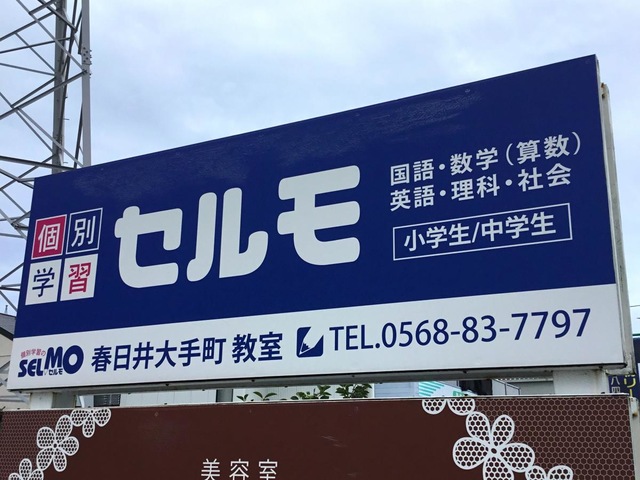 個別
学習
セルモ
国語・数学(算数)
英語・理科・社会
小学生/中学生
個別学習の
SELMO
セルモ
春日井大手町 教室
TEL.0568-83-7797
美容室